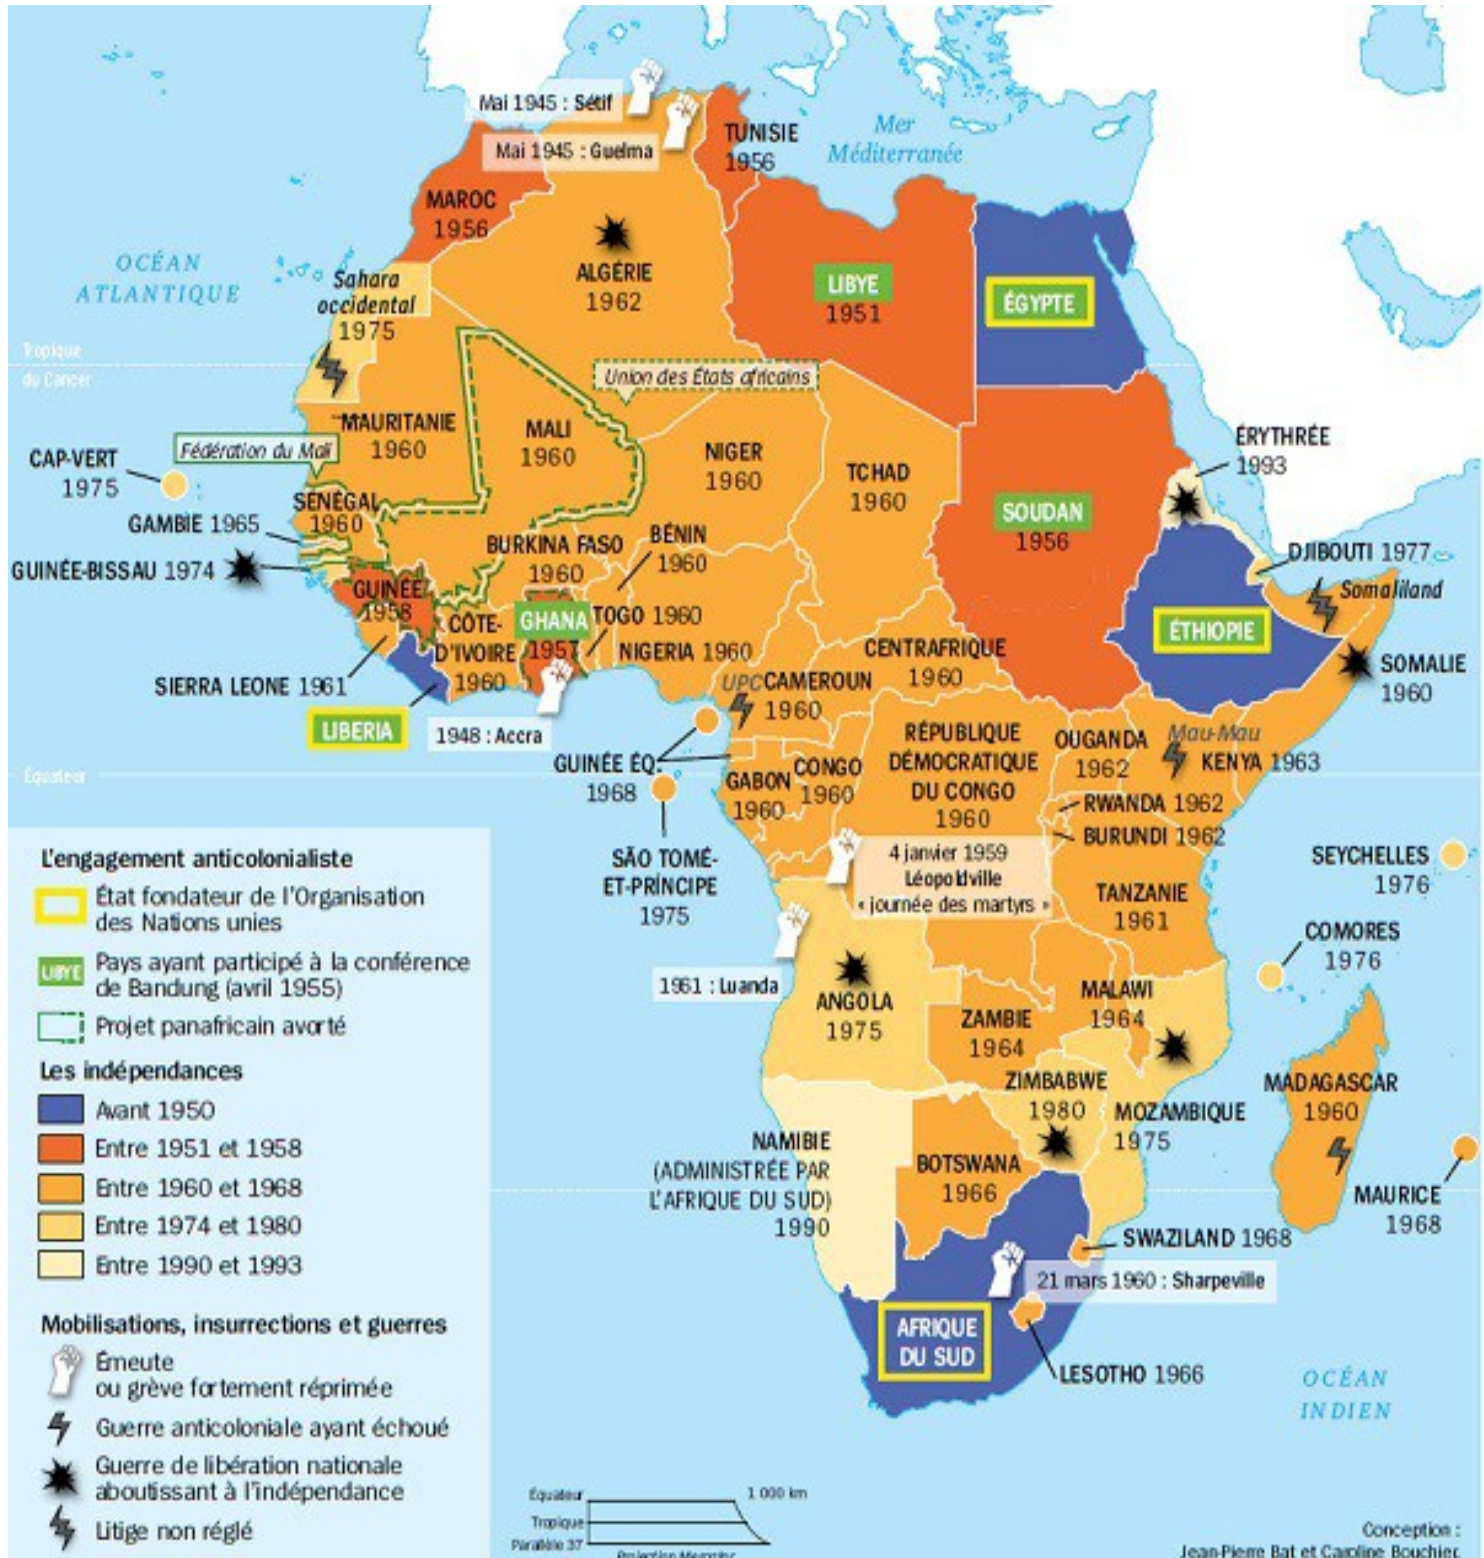 Mai 1945 : Sétif
Mai 1945 : Guelma
TUNISIE
1956
Mer
Méditerranée
MAROC
1956
OCÉAN
ATLANTIQUE
ALGÉRIE
1962
LIBYE
1951
ÉGYPTE
Sahara
occidental
1975
Tropique
du Cancer
Union des États africains
MAURITANIE
1960
MALI
1960
NIGER
1960
TCHAD
1960
SOUDAN
1956
ÉRYTHRÉE
1993
Fédération du Mali
CAP-VERT
1975
SÉNÉGAL
1960
GAMBIE 1965
GUINÉE-BISSAU 1974
BURKINA FASO
1960
BÉNIN
1960
DJIBOUTI 1977
Somaliland
GUINÉE
1958
CÔTE-
D'IVOIRE
1960
GHANA
1957
TOGO 1960
NIGERIA 1960
CENTRAFRIQUE
1960
ÉTHIOPIE
SOMALIE
1960
SIERRA LEONE 1961
LIBERIA
1948 : Accra
UPC
CAMEROUN
1960
Équateur
GUINÉE ÉQ.
1968
GABON
1960
CONGO
1960
RÉPUBLIQUE
DÉMOCRATIQUE
DU CONGO
1960
OUGANDA
1962
Mau-Mau
KENYA 1963
RWANDA 1962
BURUNDI 1962
SÃO TOMÉ-
ET-PRÍNCIPE
1975
4 janvier 1959
Léopoldville
« journée des martyrs »
TANZANIE
1961
SEYCHELLES
1976
COMORES
1976
1961 : Luanda
ANGOLA
1975
ZAMBIE
1964
MALAWI
1964
ZIMBABWE
1980
MOZAMBIQUE
1975
MADAGASCAR
1960
MAURICE
1968
NAMIBIE
(ADMINISTRÉE PAR
L'AFRIQUE DU SUD)
1990
BOTSWANA
1966
SWAZILAND 1968
21 mars 1960 : Sharpeville
AFRIQUE
DU SUD
LESOTHO 1966
OCÉAN
INDIEN
L'engagement anticolonialiste
État fondateur de l'Organisation
des Nations unies
LIBYE
Pays ayant participé à la conférence
de Bandung (avril 1955)
Projet panafricain avorté
Les indépendances
Avant 1950
Entre 1951 et 1958
Entre 1960 et 1968
Entre 1974 et 1980
Entre 1990 et 1993
Mobilisations, insurrections et guerres
Émeute
ou grève fortement réprimée
Guerre anticoloniale ayant échoué
Guerre de libération nationale
aboutissant à l'indépendance
Litige non réglé
Équateur
1 000 km
Tropique
Parallèle 37
Projection Mercator
Conception :
Jean-Pierre Bat et Caroline Bouchier,